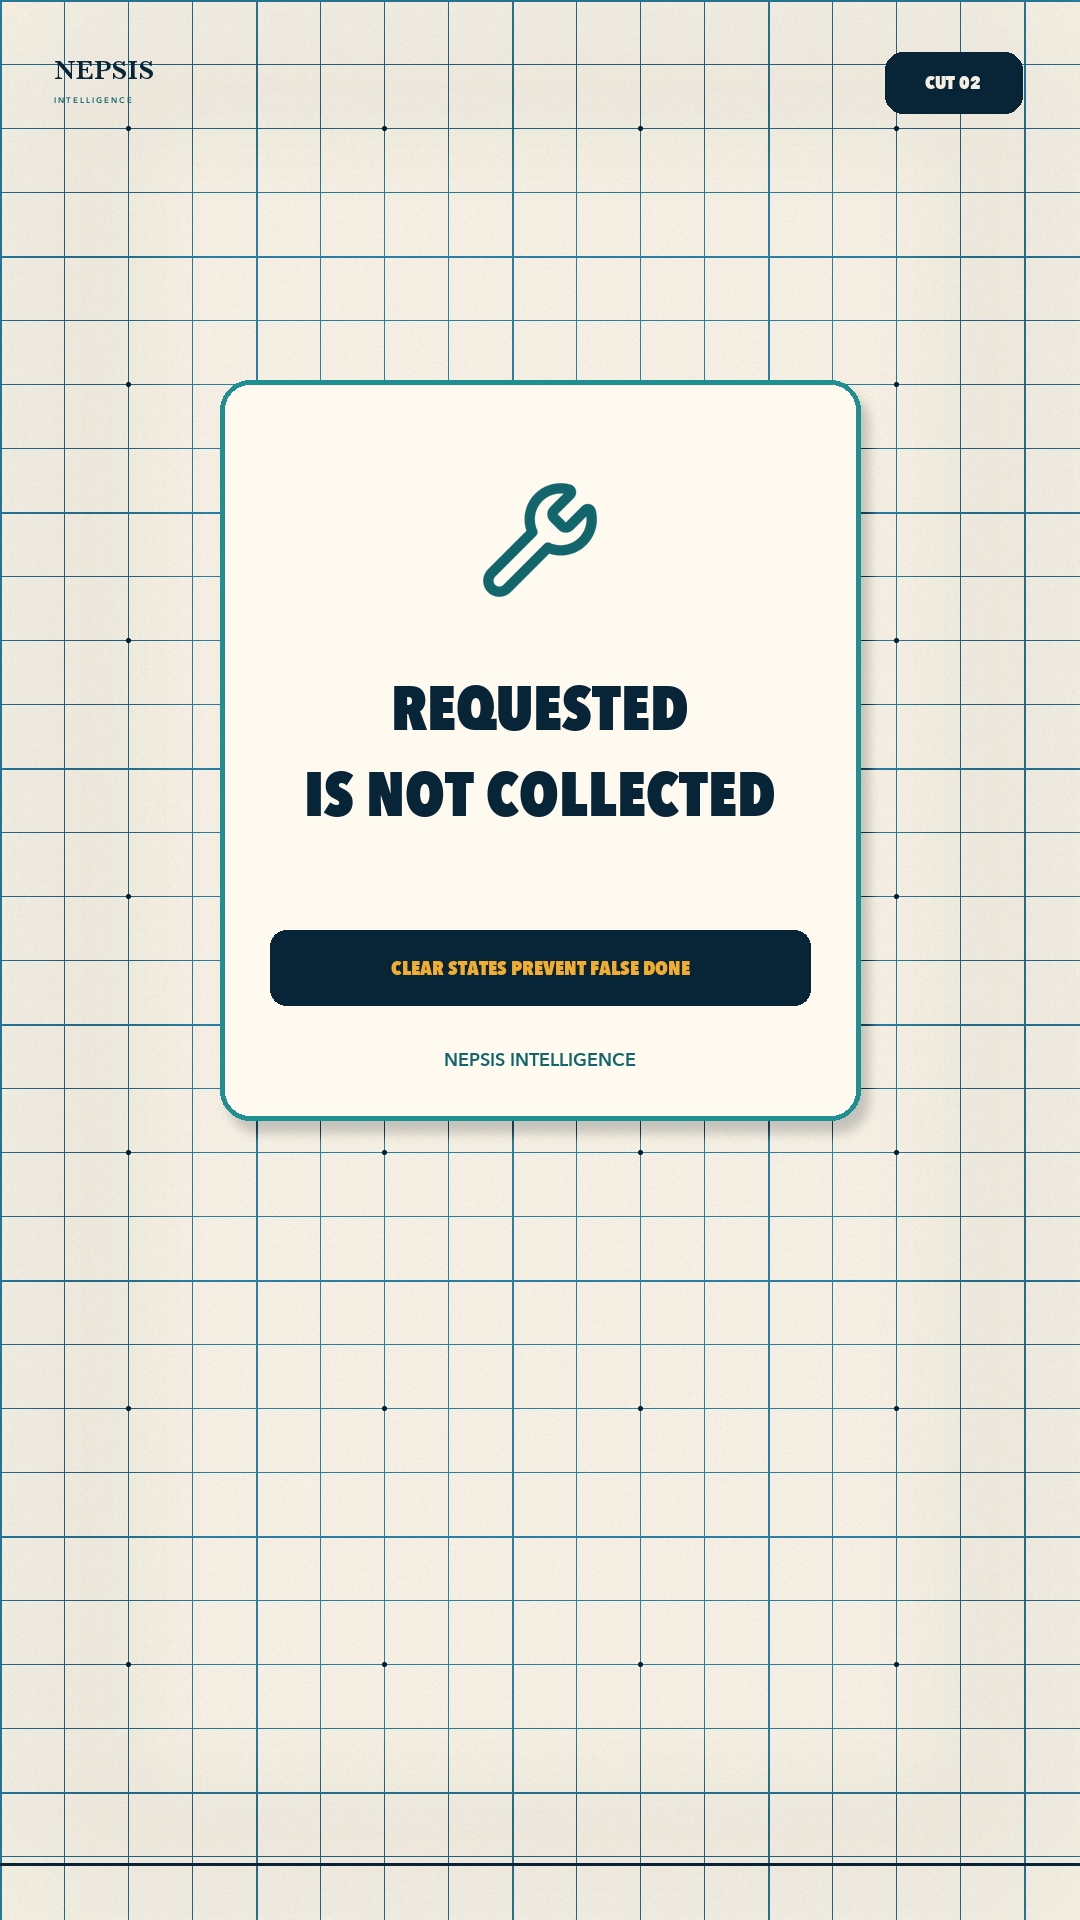 NEPSIS
INTELLIGENCE
CUT 02
REQUESTED
IS NOT COLLECTED
CLEAR STATES PREVENT FALSE DONE
NEPSIS INTELLIGENCE